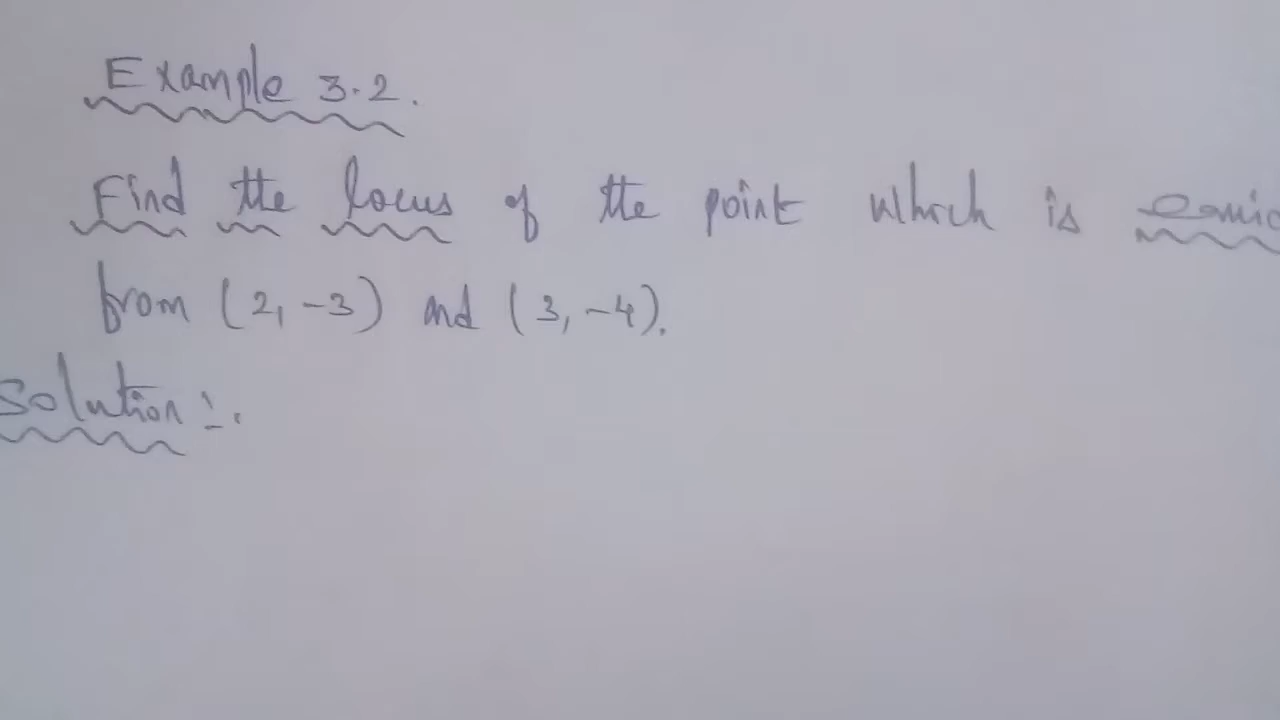 Example 3.2.
Find the locus of the point which is
from (2, -3) and (3, -4).
Solution :-